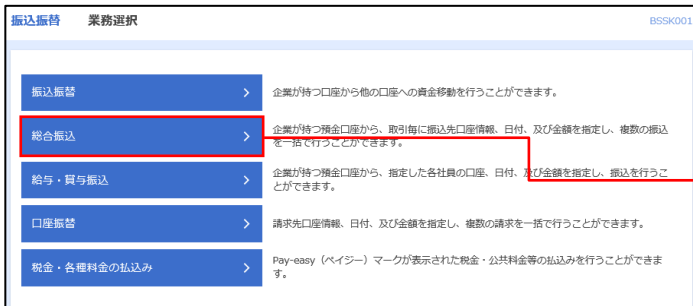 振込振替 業務選択 BSSK001
振込振替 企業が持つ口座から他の口座への資金移動を行うことができます。
総合振込 企業が持つ預金口座から、取引毎に振込先口座情報、日付、及び金額を指定し、複数の振込
を一括で行うことができます。
給与・賞与振込 企業が持つ預金口座から、指定した各社員の口座、日付、及び金額を指定し、振込を行うこ
とができます。
口座振替 請求先口座情報、日付、及び金額を指定し、複数の請求を一括で行うことができます。
税金・各種料金の払込み Pay-easy（ペイジー）マークが表示された税金・公共料金等の払込みを行うことができま
す。